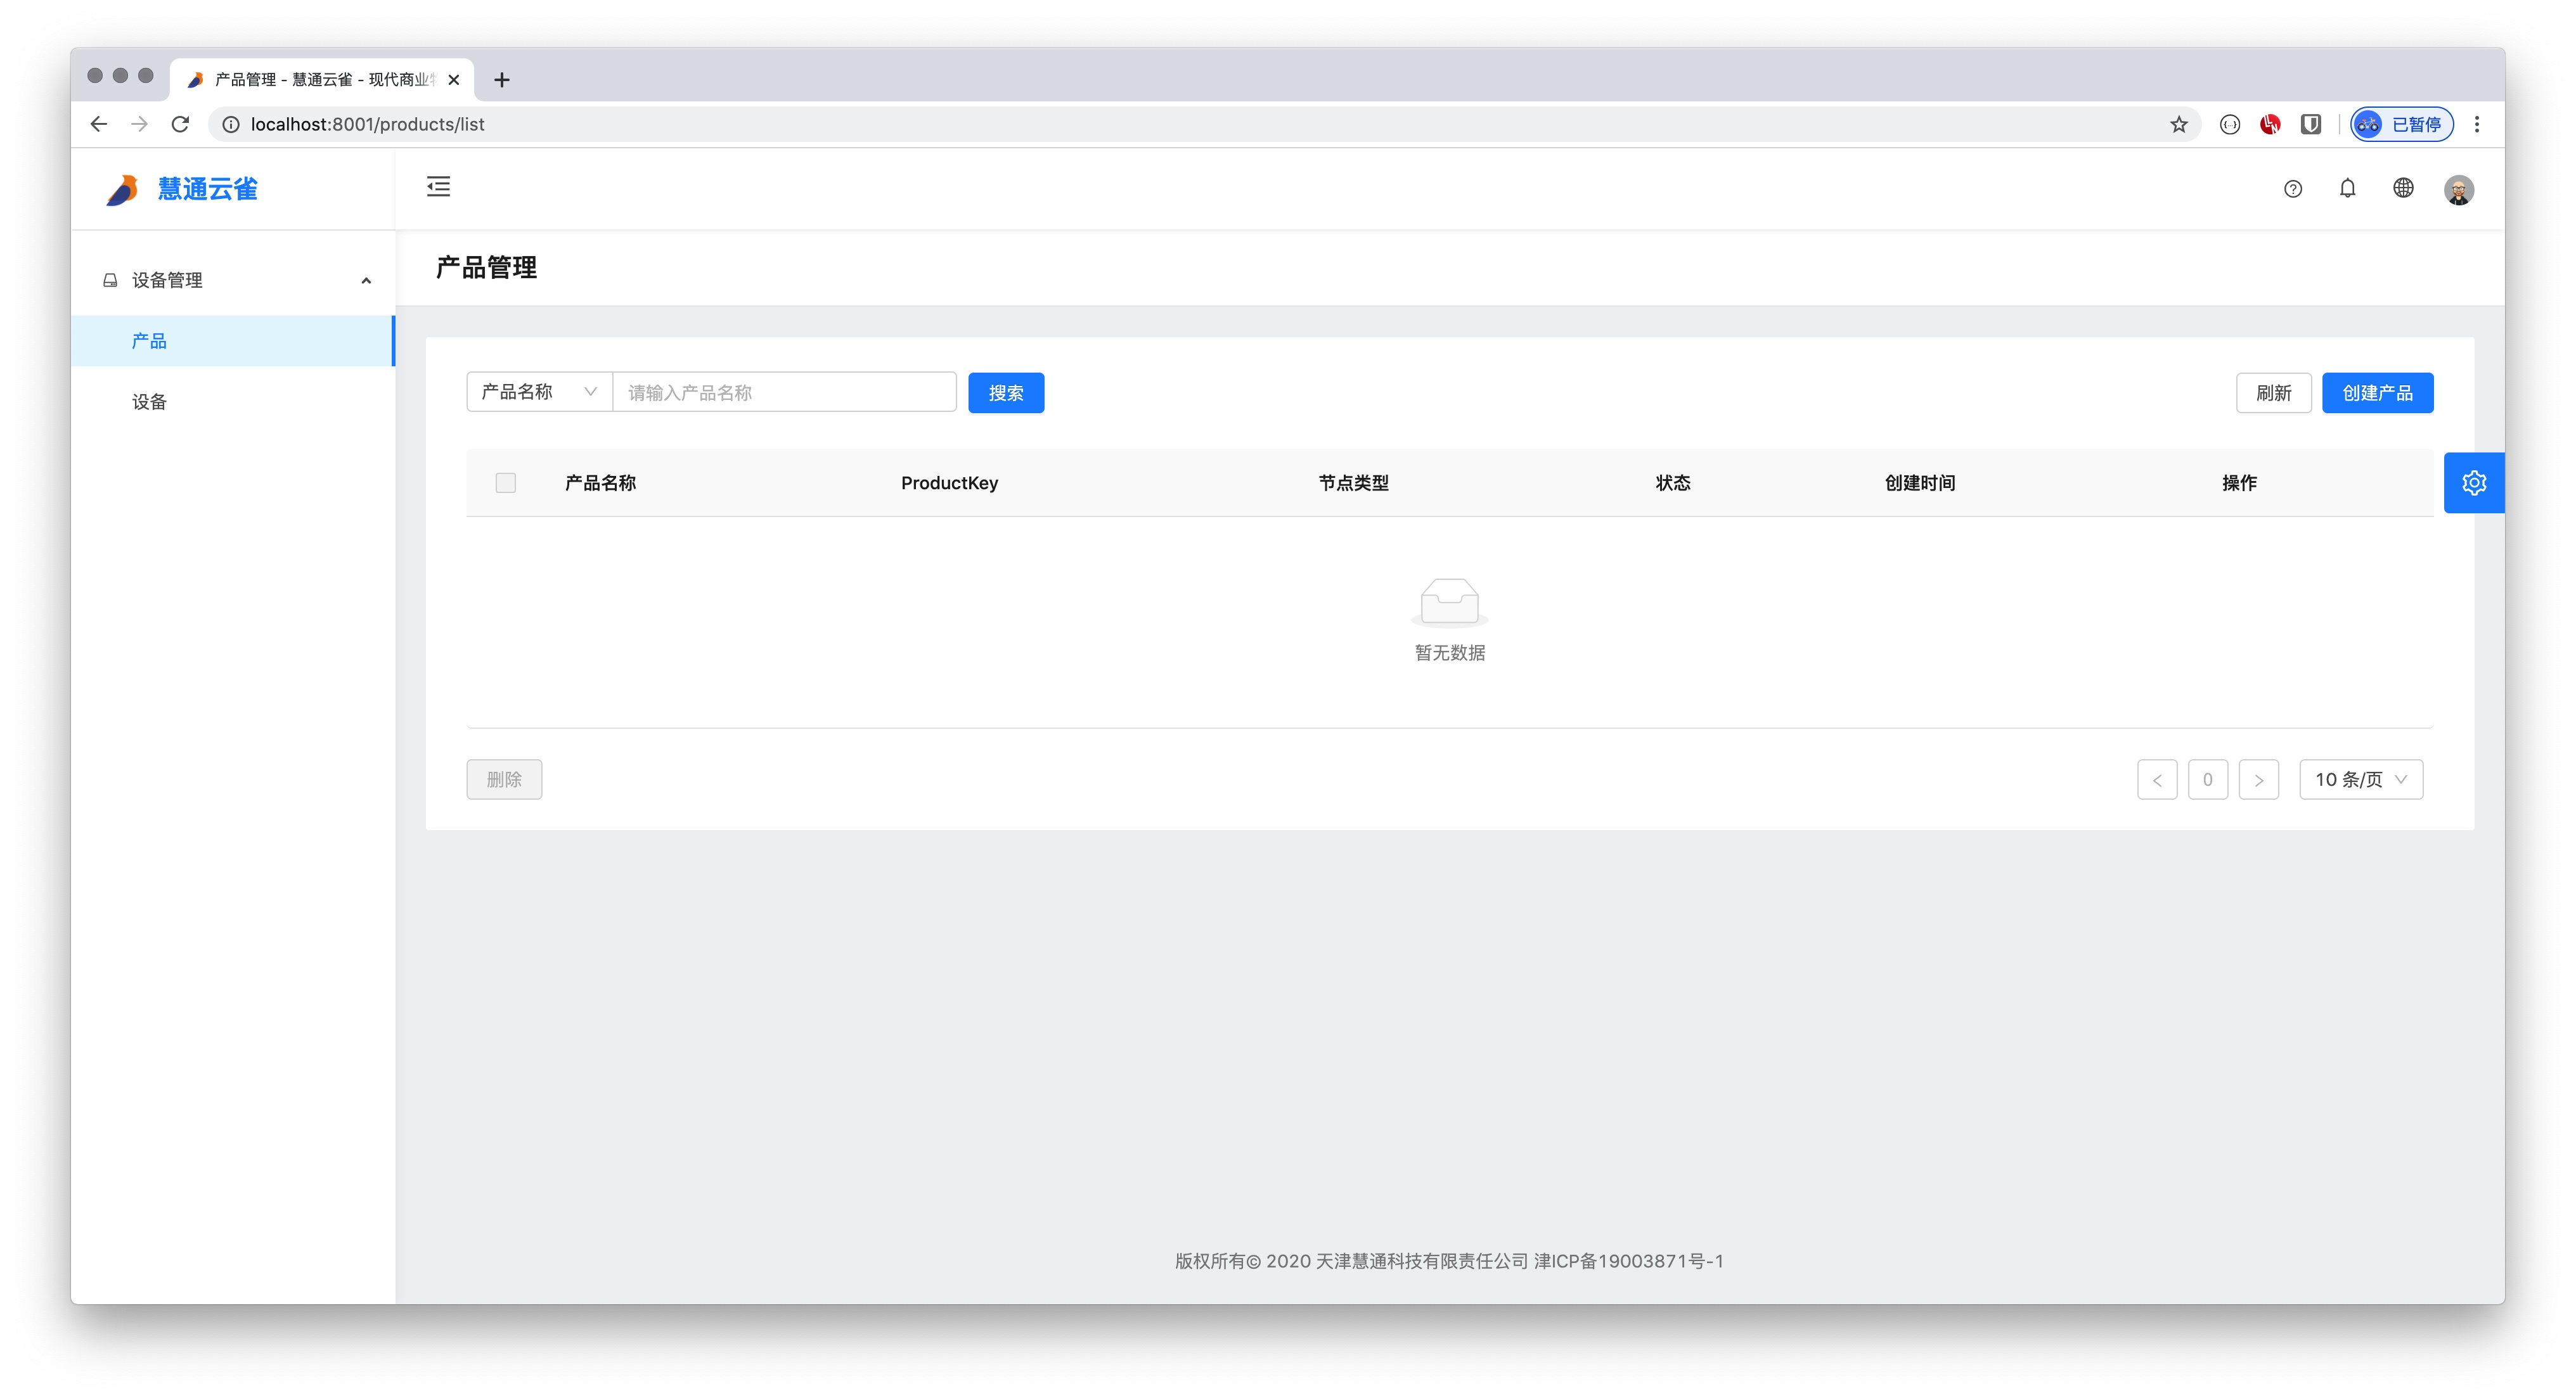 产品管理 - 慧通云雀 - 现代商业
localhost:8001/products/list
已暂停
慧通云雀
设备管理
产品
设备
产品管理
产品名称 请输入产品名称 搜索 刷新 创建产品
产品名称 ProductKey 节点类型 状态 创建时间 操作
暂无数据
删除 0 10 条/页
版权所有© 2020 天津慧通科技有限责任公司 津ICP备19003871号-1